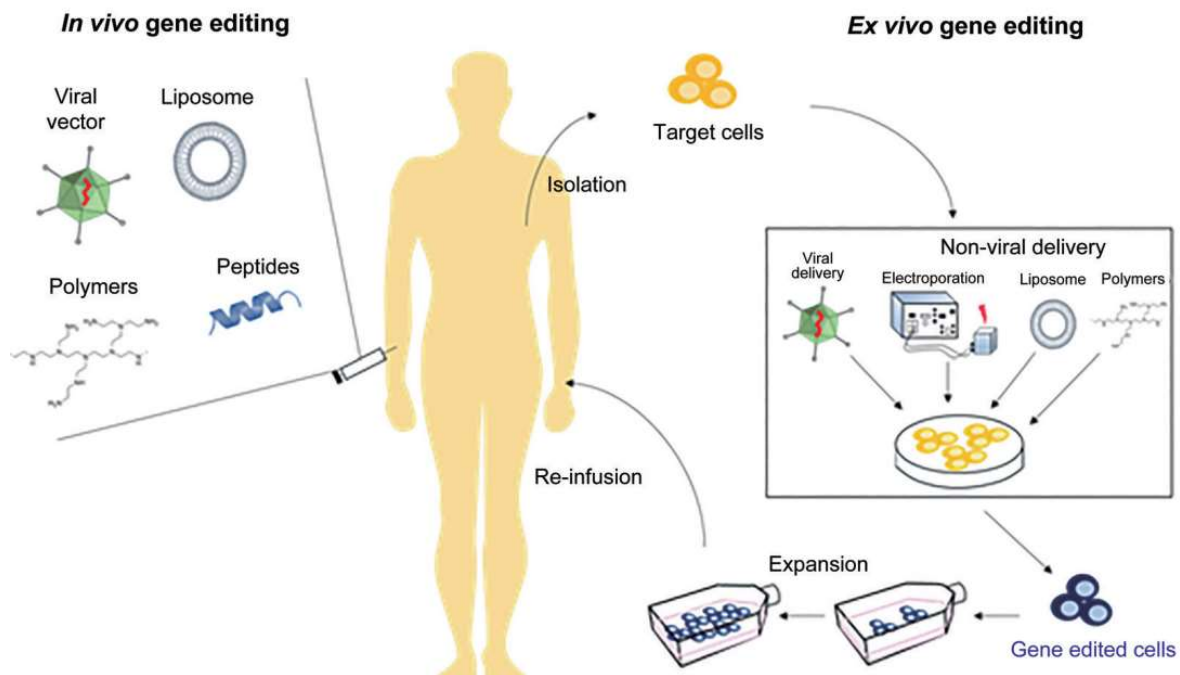 In vivo gene editing
Ex vivo gene editing
Viral
vector
Liposome
Target cells
Isolation
Polymers
Peptides
Non-viral delivery
Viral
delivery
Electroporation
Liposome
Polymers
Re-infusion
Expansion
Gene edited cells